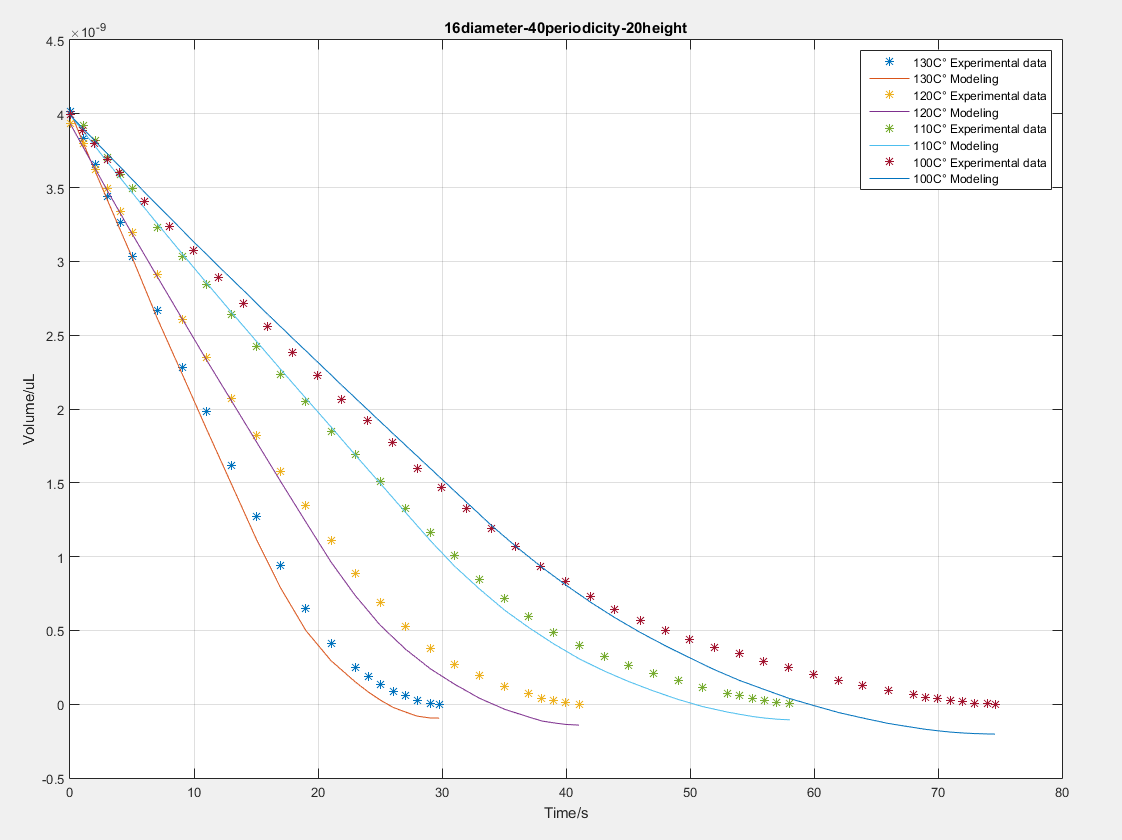 16diameter-40periodicity-20height
×10^-9
4.5
4
3.5
3
2.5
2
1.5
1
0.5
0
-0.5
Volume/uL
130C° Experimental data
130C° Modeling
120C° Experimental data
120C° Modeling
110C° Experimental data
110C° Modeling
100C° Experimental data
100C° Modeling
0 10 20 30 40 50 60 70 80
Time/s